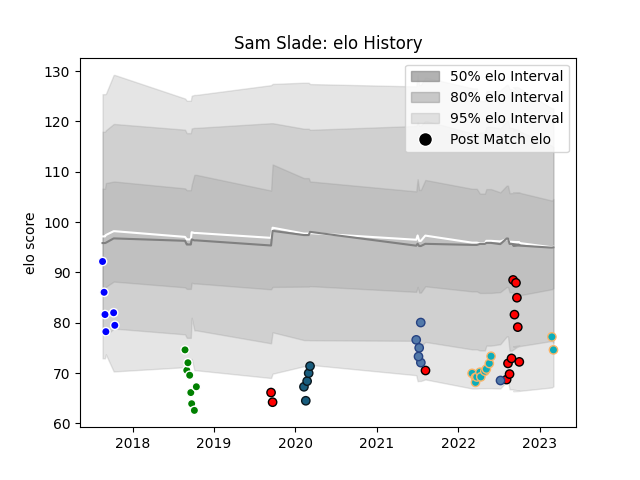 Sam Slade: elo History
130
120
110
100
90
80
70
60
elo score
50% elo Interval
80% elo Interval
95% elo Interval
Post Match elo
2018
2019
2020
2021
2022
2023